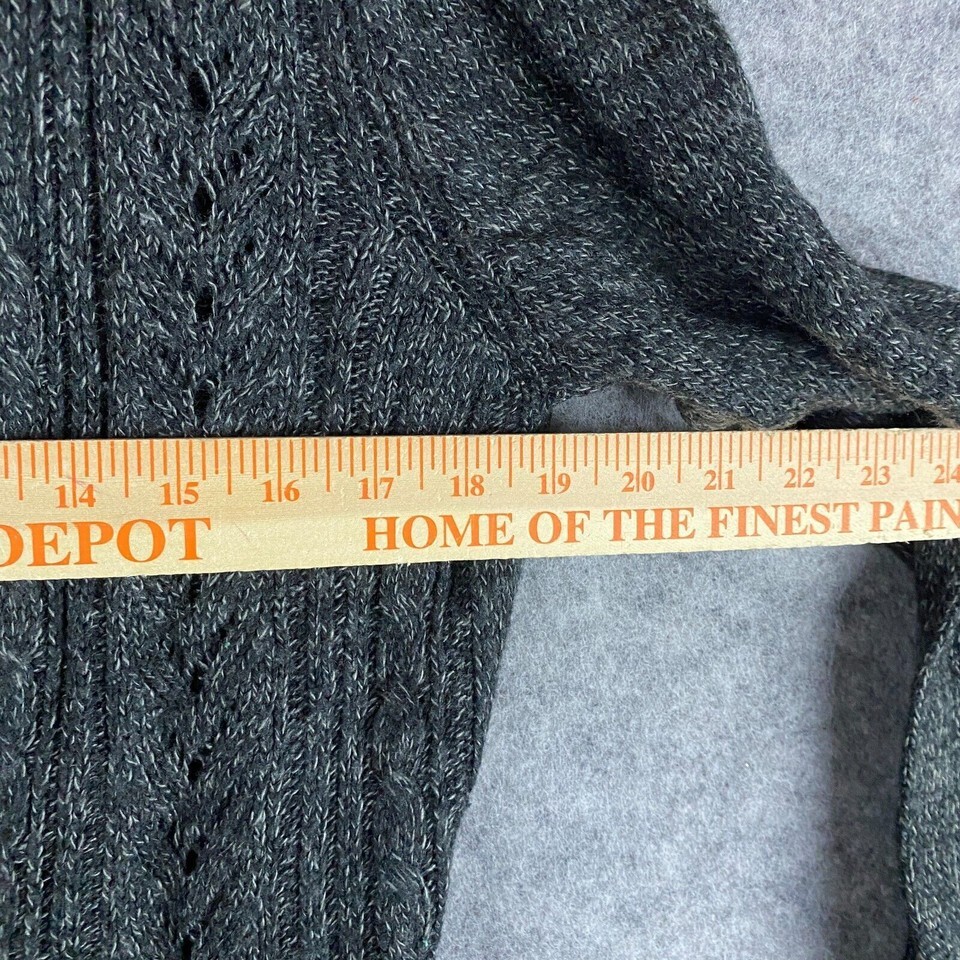 14 15 16 17 18 19 20 21 22 23 24
DEPOT HOME OF THE FINEST PAIN